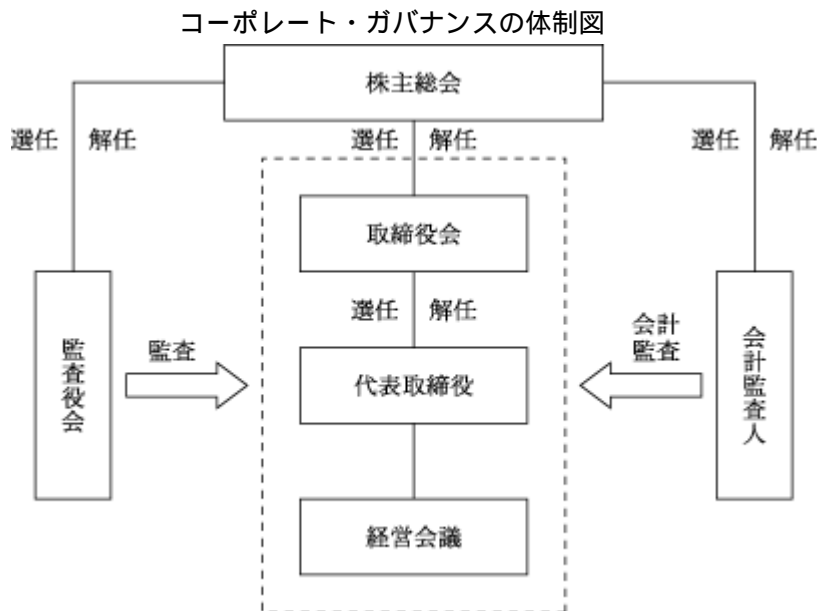 コーポレート・ガバナンスの体制図
株主総会
選任 解任
選任 解任
選任 解任
取締役会
選任 解任
監査役会
監査
代表取締役
会計
監査
会計監査人
経営会議